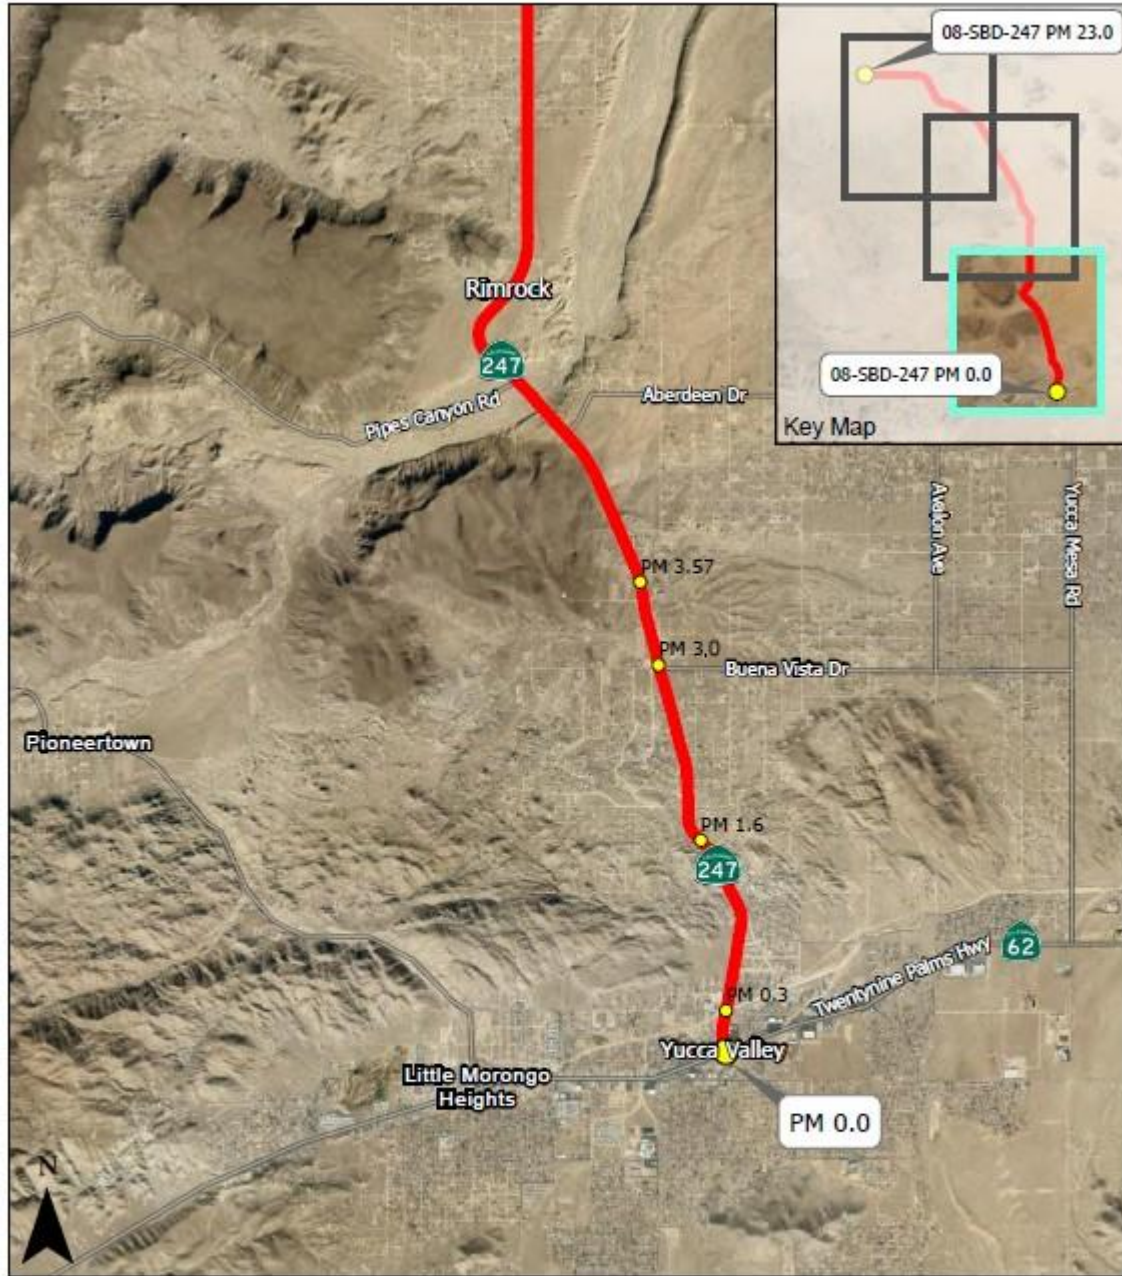 08-SBD-247 PM 23.0
08-SBD-247 PM 0.0
Key Map
Rimrock
247
Pipes Canyon Rd
Aberdeen Dr
Avalon Ave
Yucca Mesa Rd
PM 3.57
PM 3.0
Buena Vista Dr
Pioneertown
PM 1.6
247
62
Twentynine Palms Hwy
PM 0.3
Yucca Valley
Little Morongo
Heights
PM 0.0
N